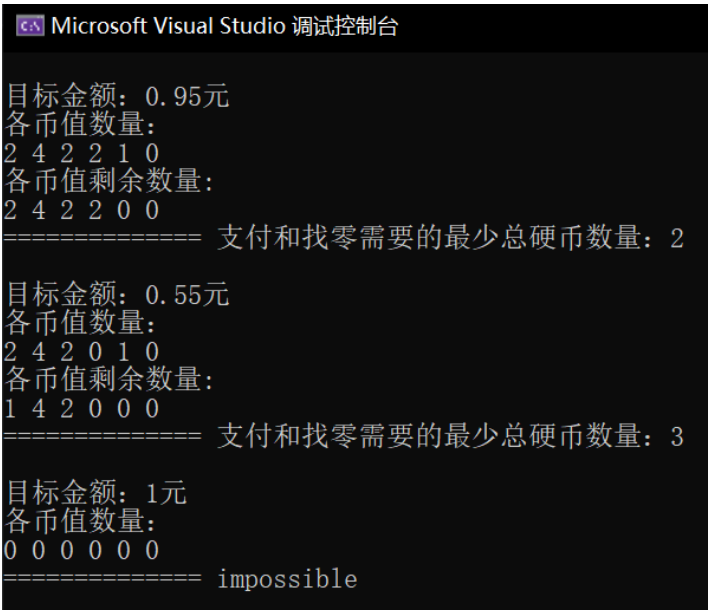 Microsoft Visual Studio 调试控制台
目标金额：0.95元
各币值数量：
2 4 2 2 1 0
各币值剩余数量：
2 4 2 2 0 0
============== 支付和找零需要的最少总硬币数量：2
目标金额：0.55元
各币值数量：
2 4 2 0 1 0
各币值剩余数量：
1 4 2 0 0 0
============== 支付和找零需要的最少总硬币数量：3
目标金额：1元
各币值数量：
0 0 0 0 0 0
============== impossible